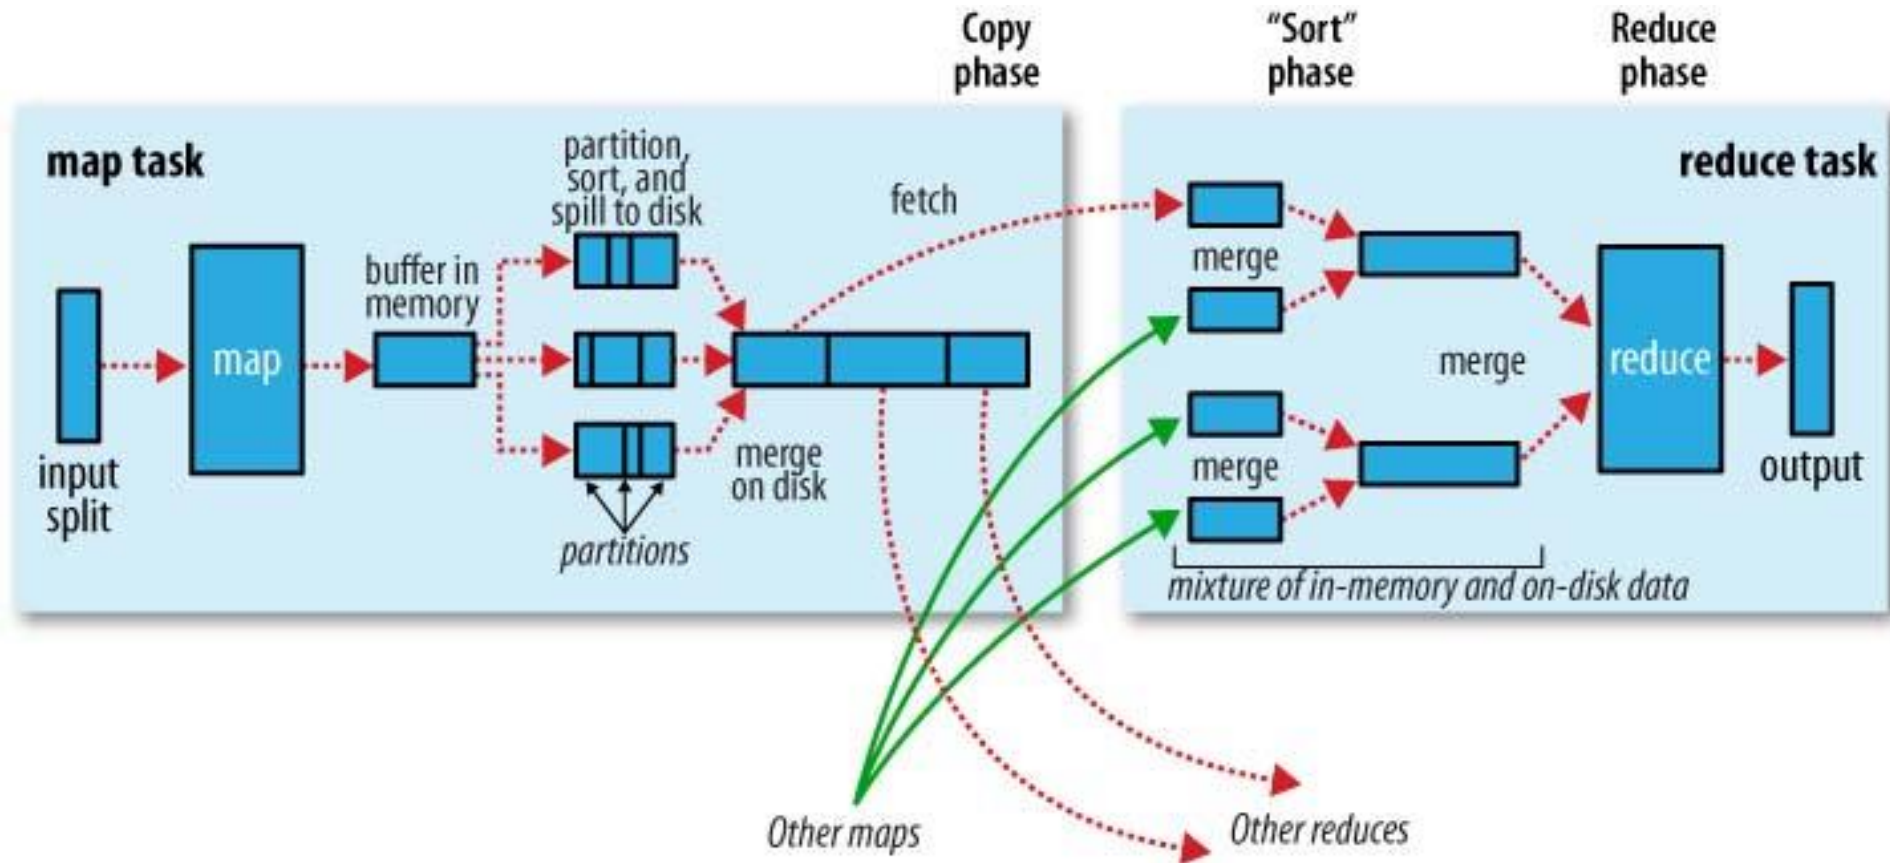 Copy
phase
“Sort”
phase
Reduce
phase
map task
partition,
sort, and
spill to disk
fetch
reduce task
buffer in
memory
merge
map
merge
reduce
input
split
merge
on disk
merge
output
partitions
mixture of in-memory and on-disk data
Other maps
Other reduces